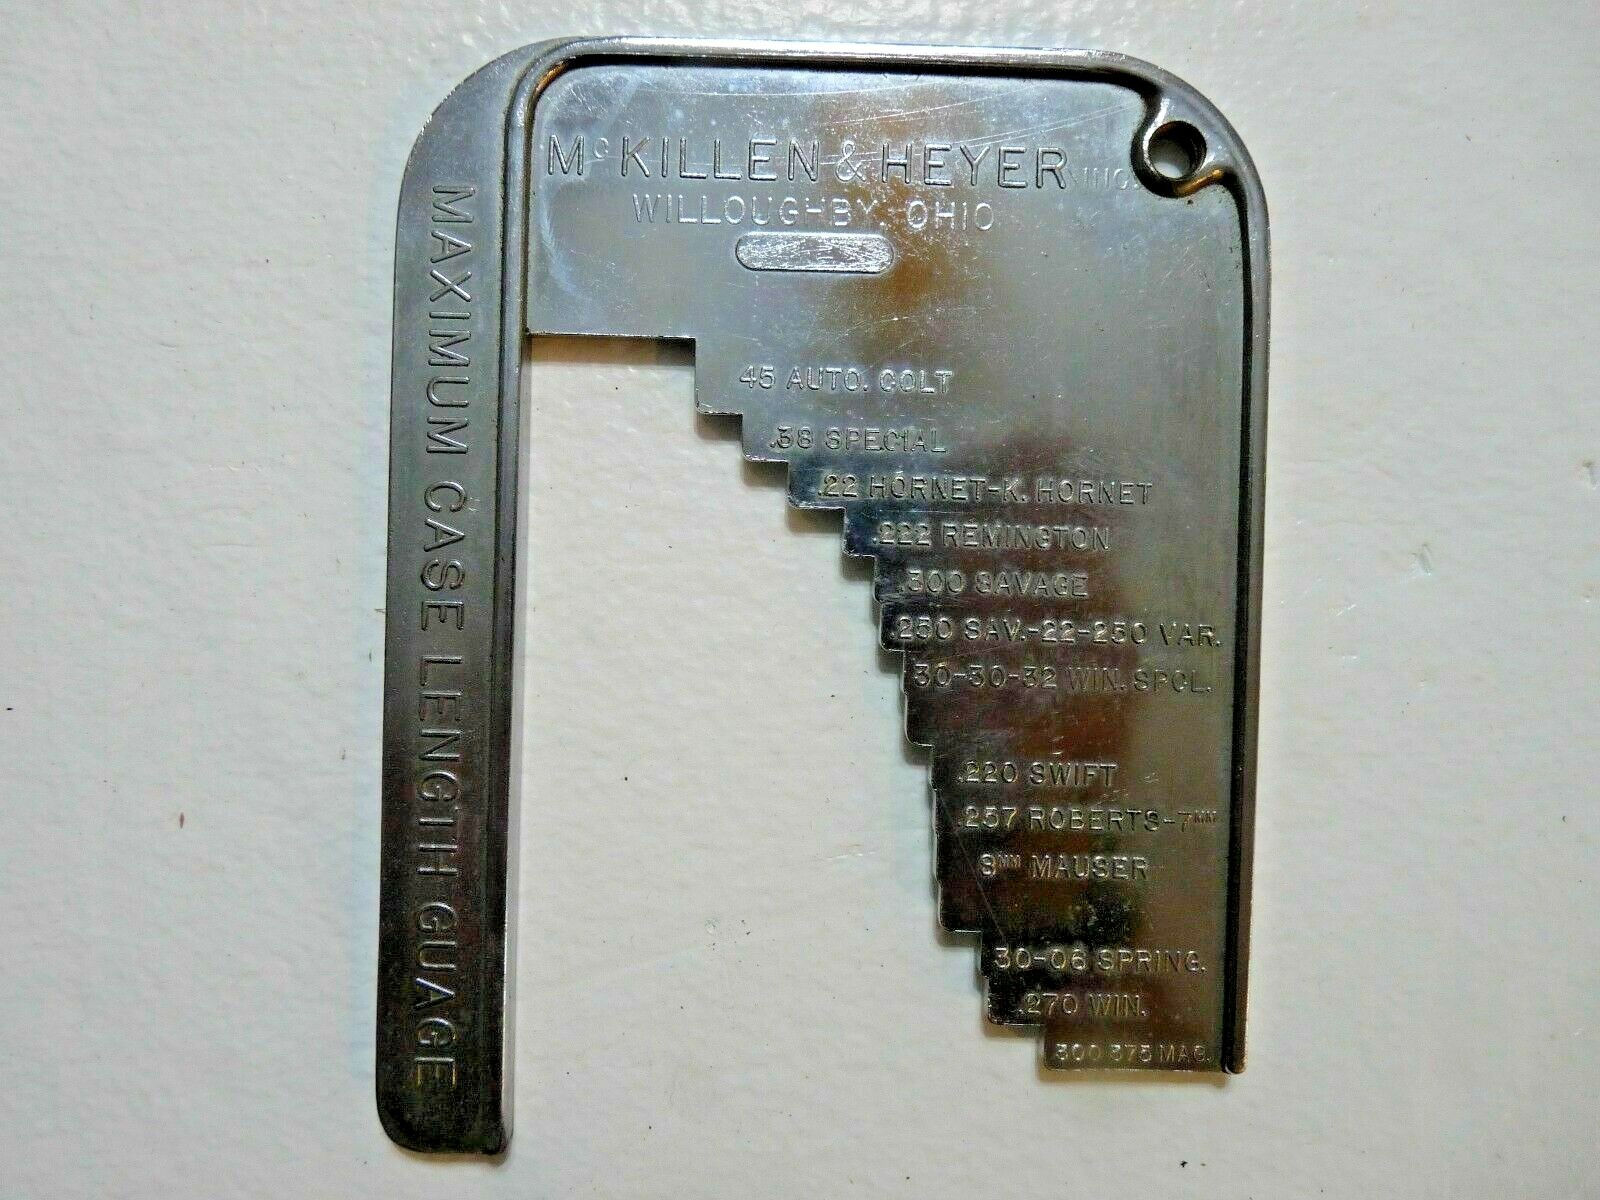 McKILLEN & HEYER INC.
WILLOUGHBY, OHIO
MAXIMUM CASE LENGTH GUAGE
.45 AUTO. COLT
.38 SPECIAL
.22 HORNET-K. HORNET
.222 REMINGTON
.300 SAVAGE
.250 SAV.-22-250 VAR.
30-30-32 WIN. SPCL.
.220 SWIFT
.257 ROBERTS-7MM
8MM MAUSER
30-06 SPRING.
.270 WIN.
.300 375 MAG.